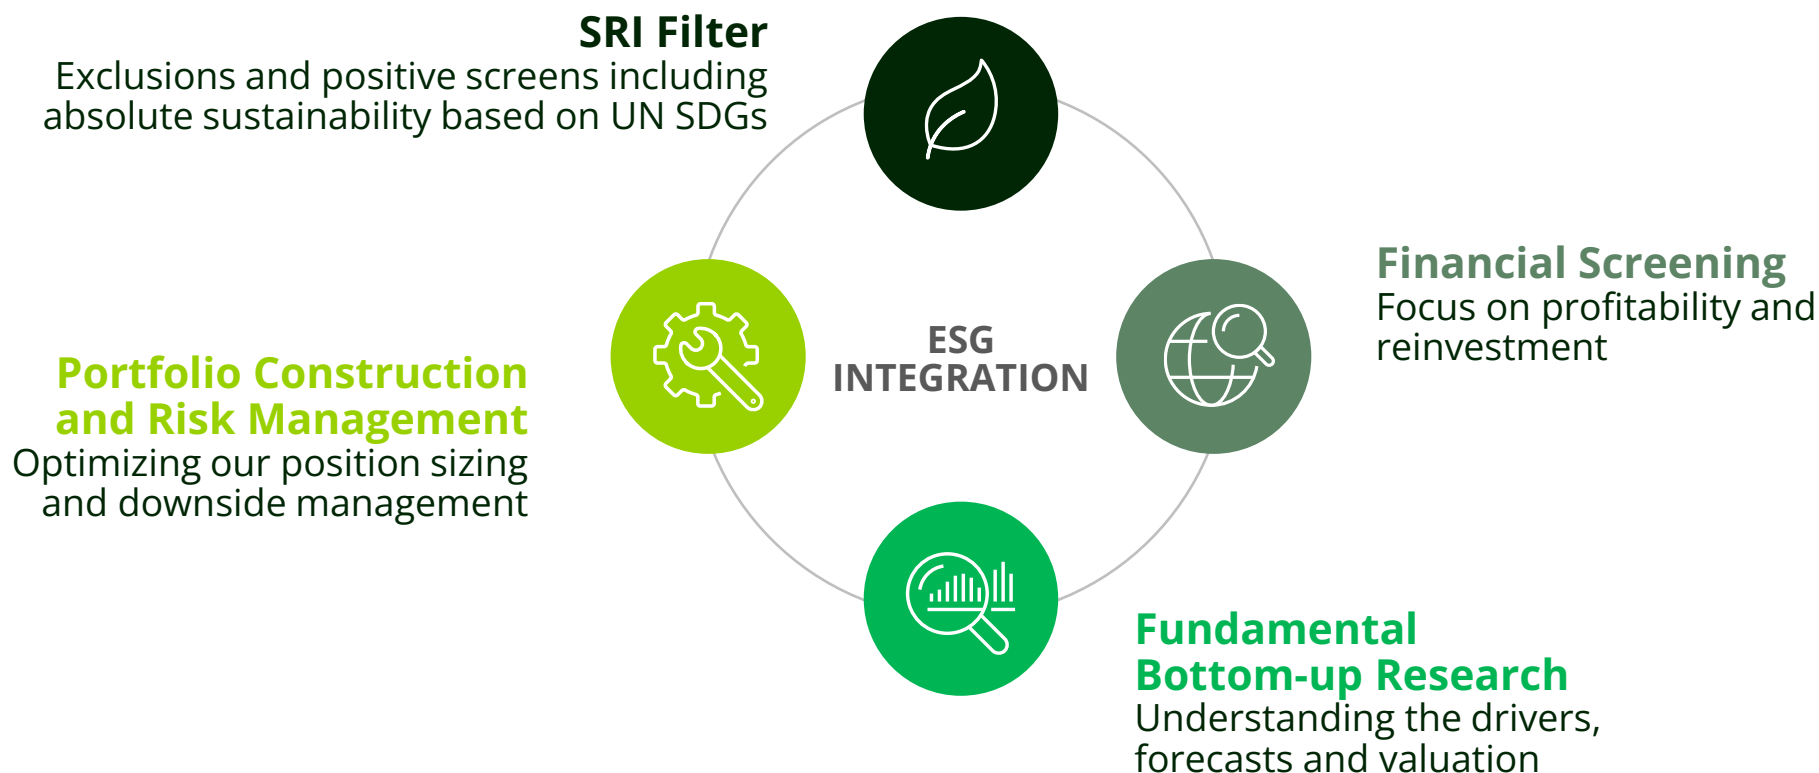 SRI Filter
Exclusions and positive screens including
absolute sustainability based on UN SDGs
Financial Screening
Focus on profitability and
reinvestment
ESG
INTEGRATION
Portfolio Construction
and Risk Management
Optimizing our position sizing
and downside management
Fundamental
Bottom-up Research
Understanding the drivers,
forecasts and valuation